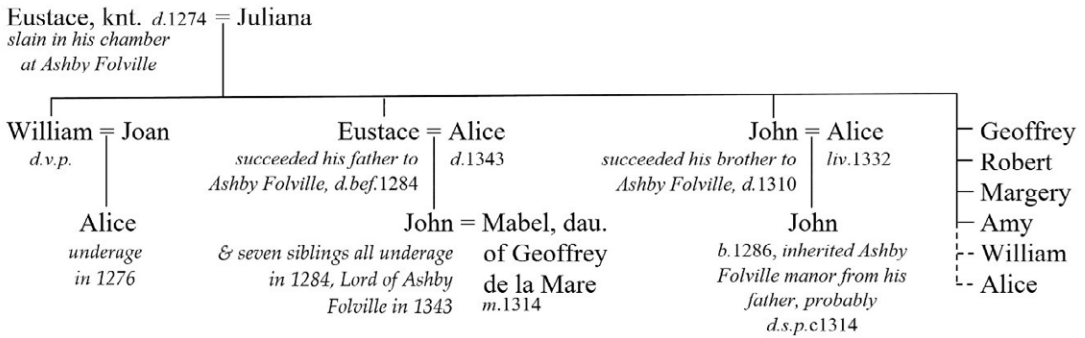 Eustace, knt. d.1274 = Juliana
slain in his chamber
at Ashby Folville
William = Joan
d.v.p.
Alice
underage
in 1276
Eustace = Alice
succeeded his father to
Ashby Folville, d.bef.1284
d.1343
John = Mabel, dau.
of Geoffrey
de la Mare
m.1314
& seven siblings all underage
in 1284, Lord of Ashby
Folville in 1343
John = Alice
succeeded his brother to
Ashby Folville, d.1310
liv.1332
John
b.1286, inherited Ashby
Folville manor from his
father, probably
d.s.p.c1314
Geoffrey
Robert
Margery
Amy
William
Alice